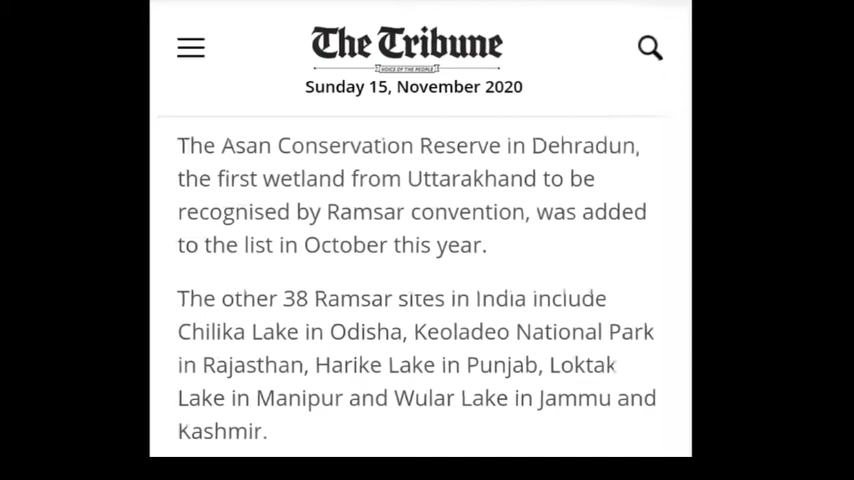 The Tribune
VOICE OF THE PEOPLE
Sunday 15, November 2020
The Asan Conservation Reserve in Dehradun,
the first wetland from Uttarakhand to be
recognised by Ramsar convention, was added
to the list in October this year.
The other 38 Ramsar sites in India include
Chilika Lake in Odisha, Keoladeo National Park
in Rajasthan, Harike Lake in Punjab, Loktak
Lake in Manipur and Wular Lake in Jammu and
Kashmir.